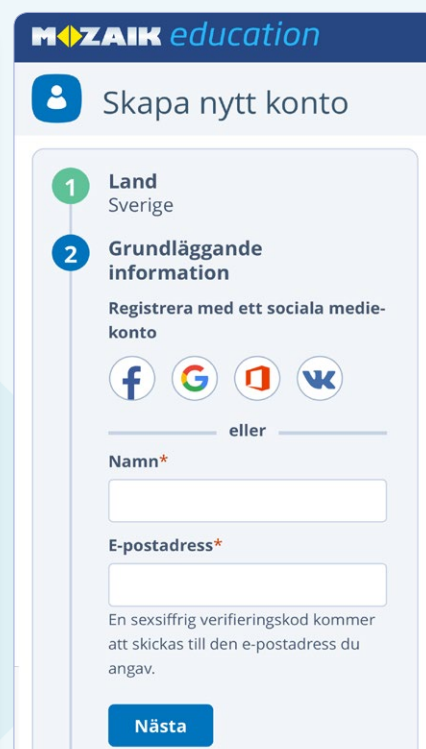 MOZAIK education
Skapa nytt konto
1 Land
Sverige
2 Grundläggande
information
Registrera med ett sociala medie-
konto
eller
Namn*
E-postadress*
En sexsiffrig verifieringskod kommer
att skickas till den e-postadress du
angav.
Nästa